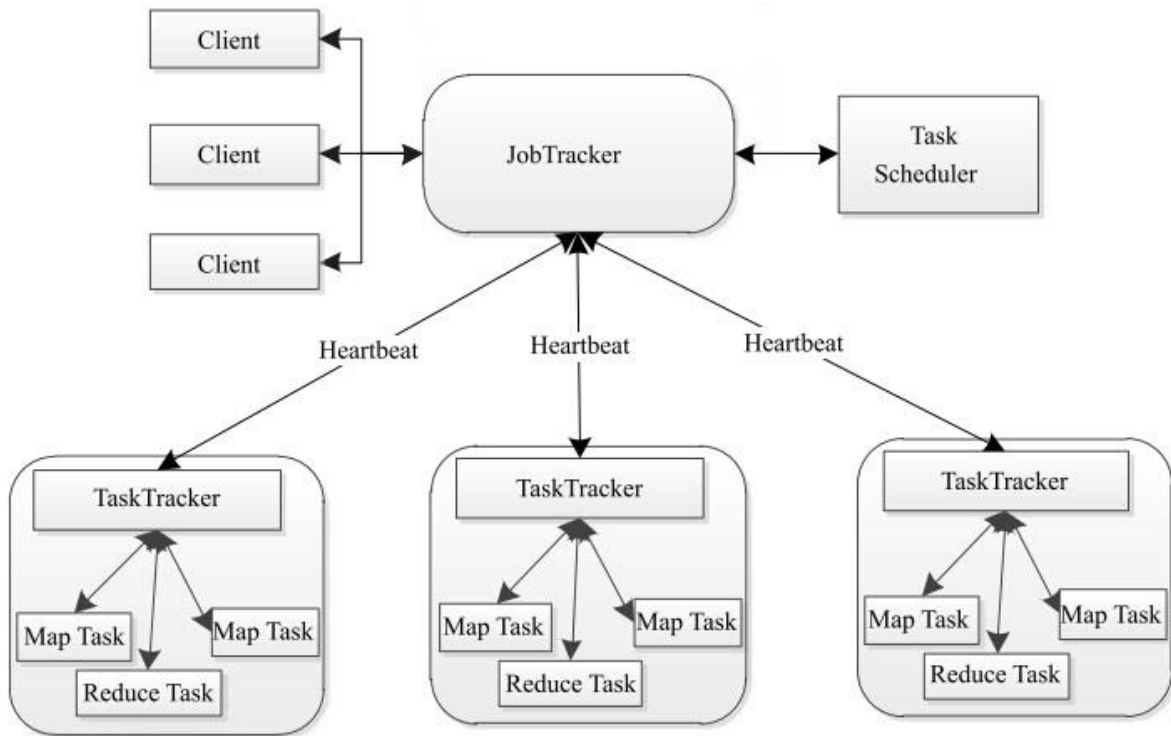 Client
Client
Client
JobTracker
Task
Scheduler
Heartbeat
Heartbeat
Heartbeat
TaskTracker
Map Task
Map Task
Reduce Task
TaskTracker
Map Task
Map Task
Reduce Task
TaskTracker
Map Task
Map Task
Reduce Task